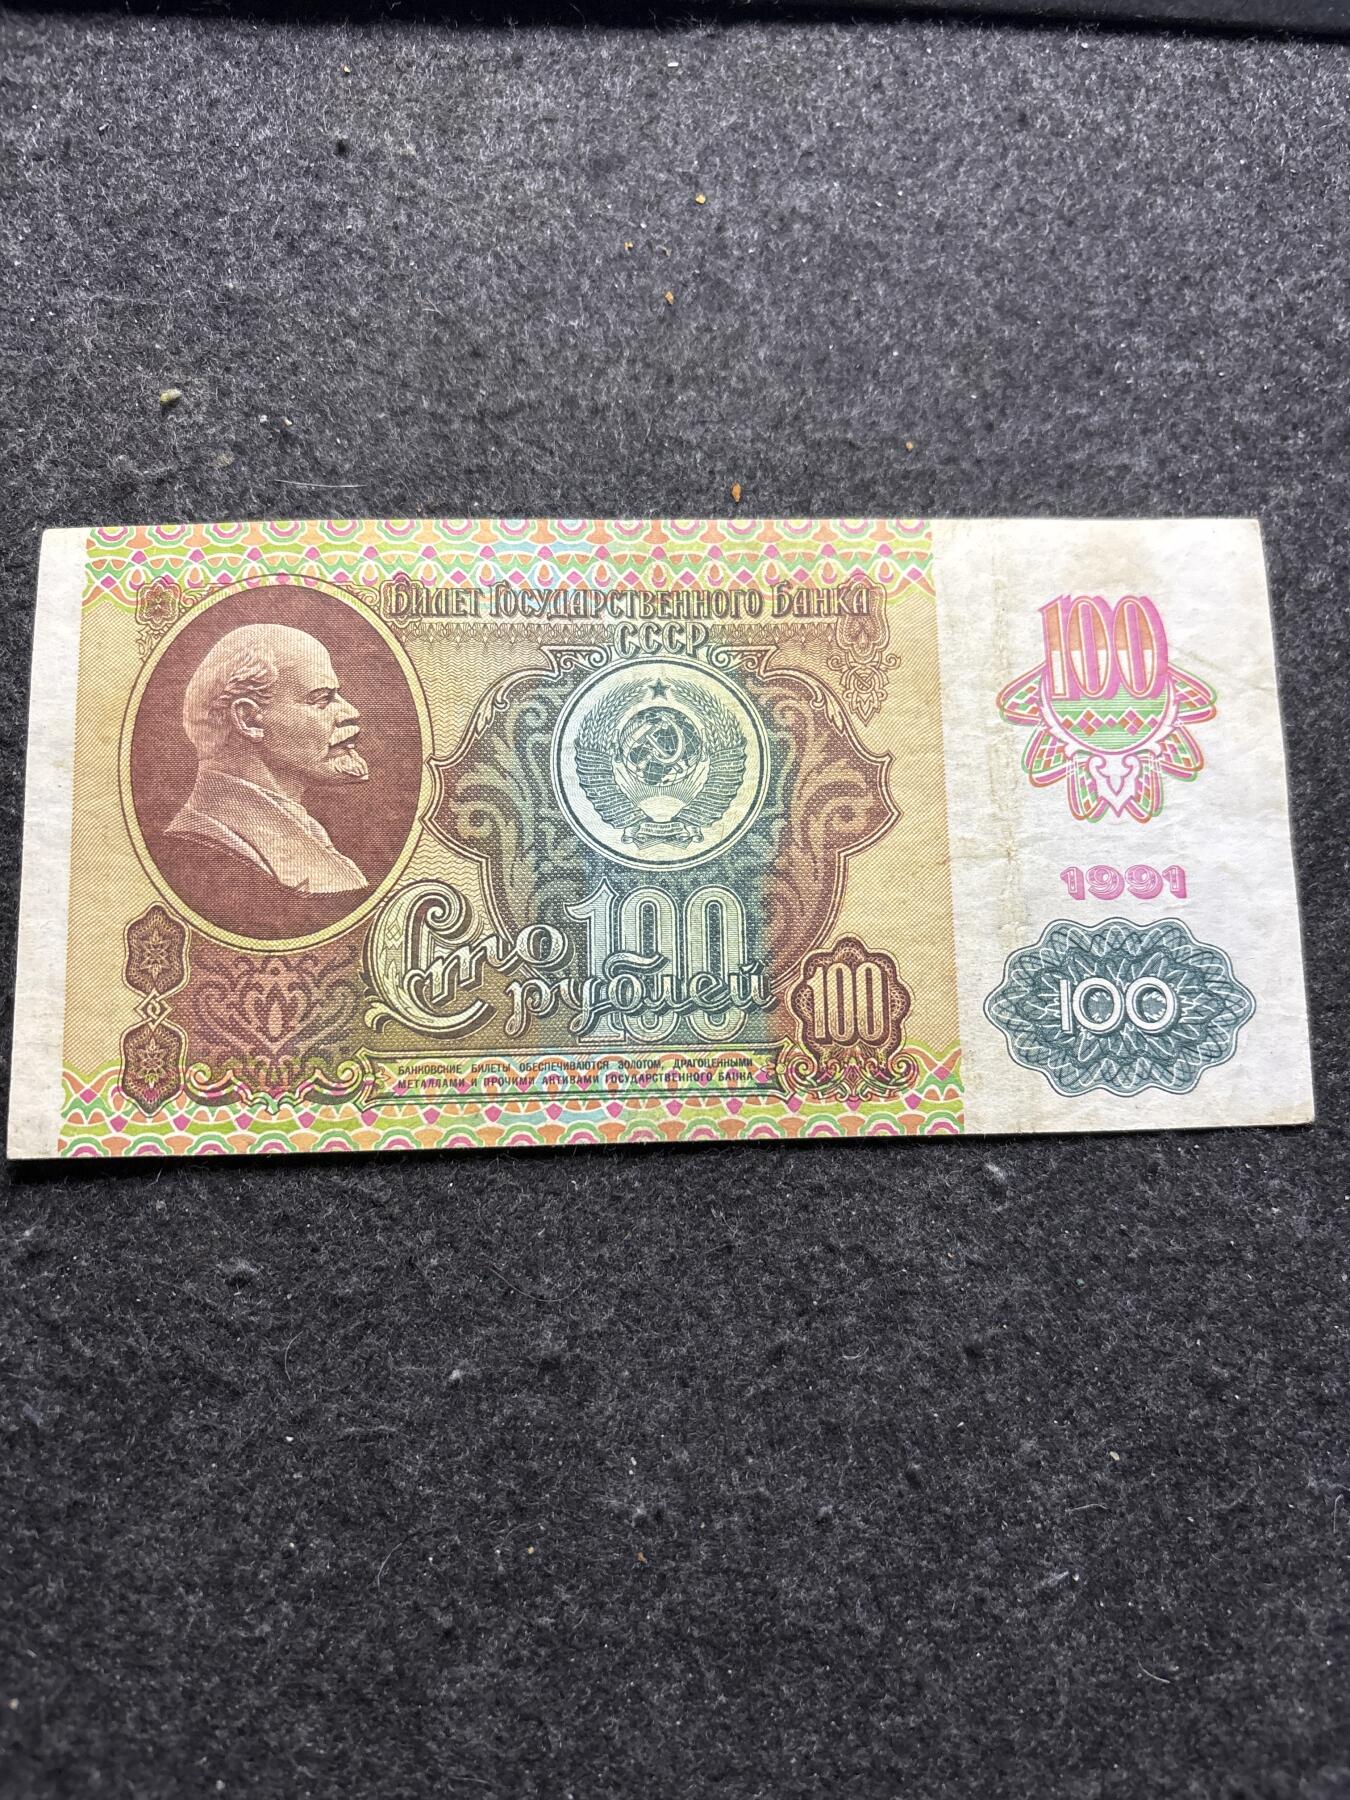 Билет Государственного Банка
СССР
100
1991
100
Сто
рублей
100
100
БАНКОВСКИЕ БИЛЕТЫ ОБЕСПЕЧИВАЮТСЯ ЗОЛОТОМ, ДРАГОЦЕННЫМИ
МЕТАЛЛАМИ И ПРОЧИМИ АКТИВАМИ ГОСУДАРСТВЕННОГО БАНКА